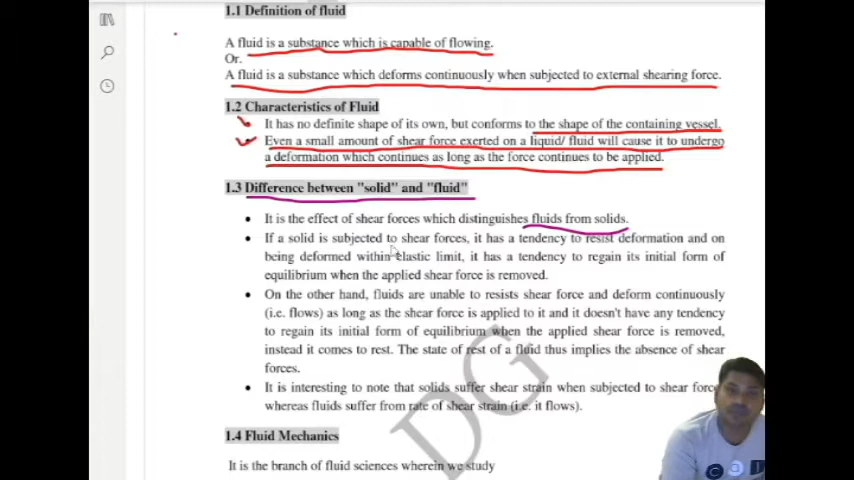 1.1 Definition of fluid
A fluid is a substance which is capable of flowing.
Or.
A fluid is a substance which deforms continuously when subjected to external shearing force.
1.2 Characteristics of Fluid
It has no definite shape of its own, but conforms to the shape of the containing vessel.
Even a small amount of shear force exerted on a liquid/ fluid will cause it to undergo
a deformation which continues as long as the force continues to be applied.
1.3 Difference between "solid" and "fluid"
• It is the effect of shear forces which distinguishes fluids from solids.
• If a solid is subjected to shear forces, it has a tendency to resist deformation and on
being deformed within elastic limit, it has a tendency to regain its initial form of
equilibrium when the applied shear force is removed.
• On the other hand, fluids are unable to resists shear force and deform continuously
(i.e. flows) as long as the shear force is applied to it and it doesn't have any tendency
to regain its initial form of equilibrium when the applied shear force is removed,
instead it comes to rest. The state of rest of a fluid thus implies the absence of shear
forces.
• It is interesting to note that solids suffer shear strain when subjected to shear force
whereas fluids suffer from rate of shear strain (i.e. it flows).
DG
1.4 Fluid Mechanics
It is the branch of fluid sciences wherein we study